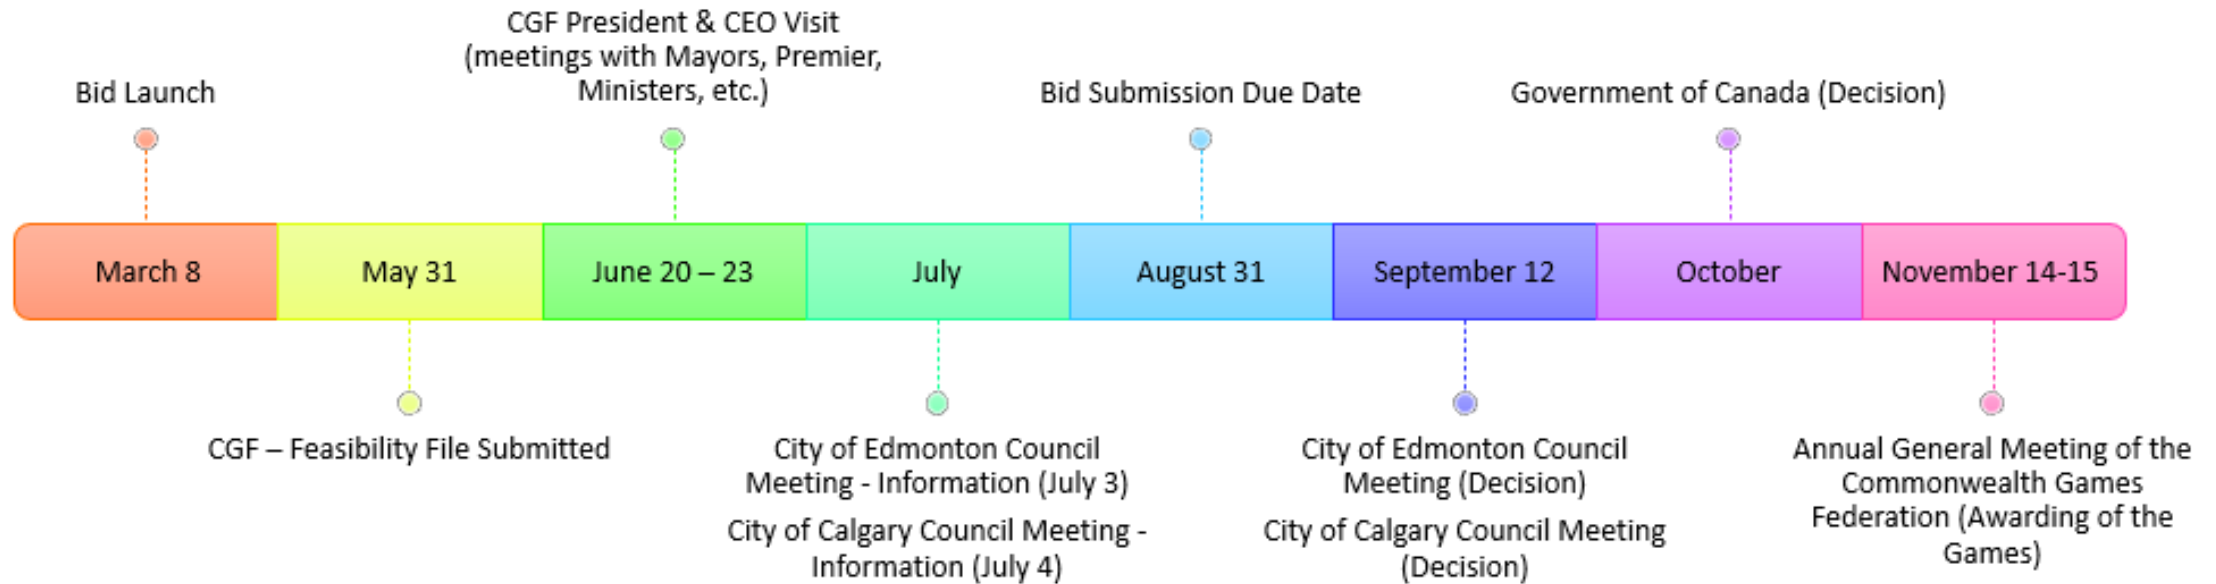 CGF President & CEO Visit
(meetings with Mayors, Premier,
Ministers, etc.)
Bid Launch
Bid Submission Due Date
Government of Canada (Decision)
March 8
May 31
June 20 – 23
July
August 31
September 12
October
November 14-15
CGF – Feasibility File Submitted
City of Edmonton Council
Meeting - Information (July 3)
City of Calgary Council Meeting -
Information (July 4)
City of Edmonton Council
Meeting (Decision)
City of Calgary Council Meeting
(Decision)
Annual General Meeting of the
Commonwealth Games
Federation (Awarding of the
Games)